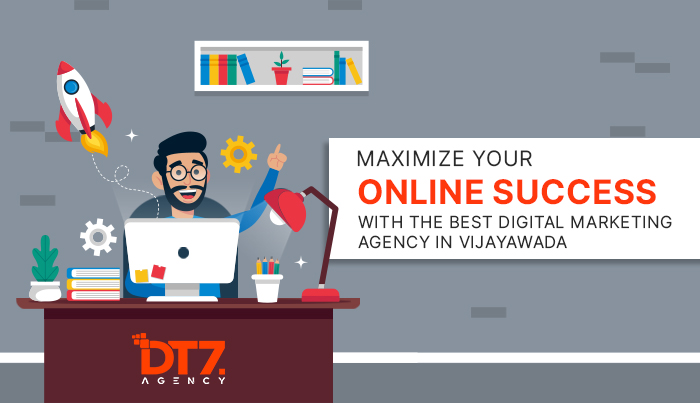 MAXIMIZE YOUR
ONLINE SUCCESS
WITH THE BEST DIGITAL MARKETING
AGENCY IN VIJAYAWADA
DT7.
AGENCY